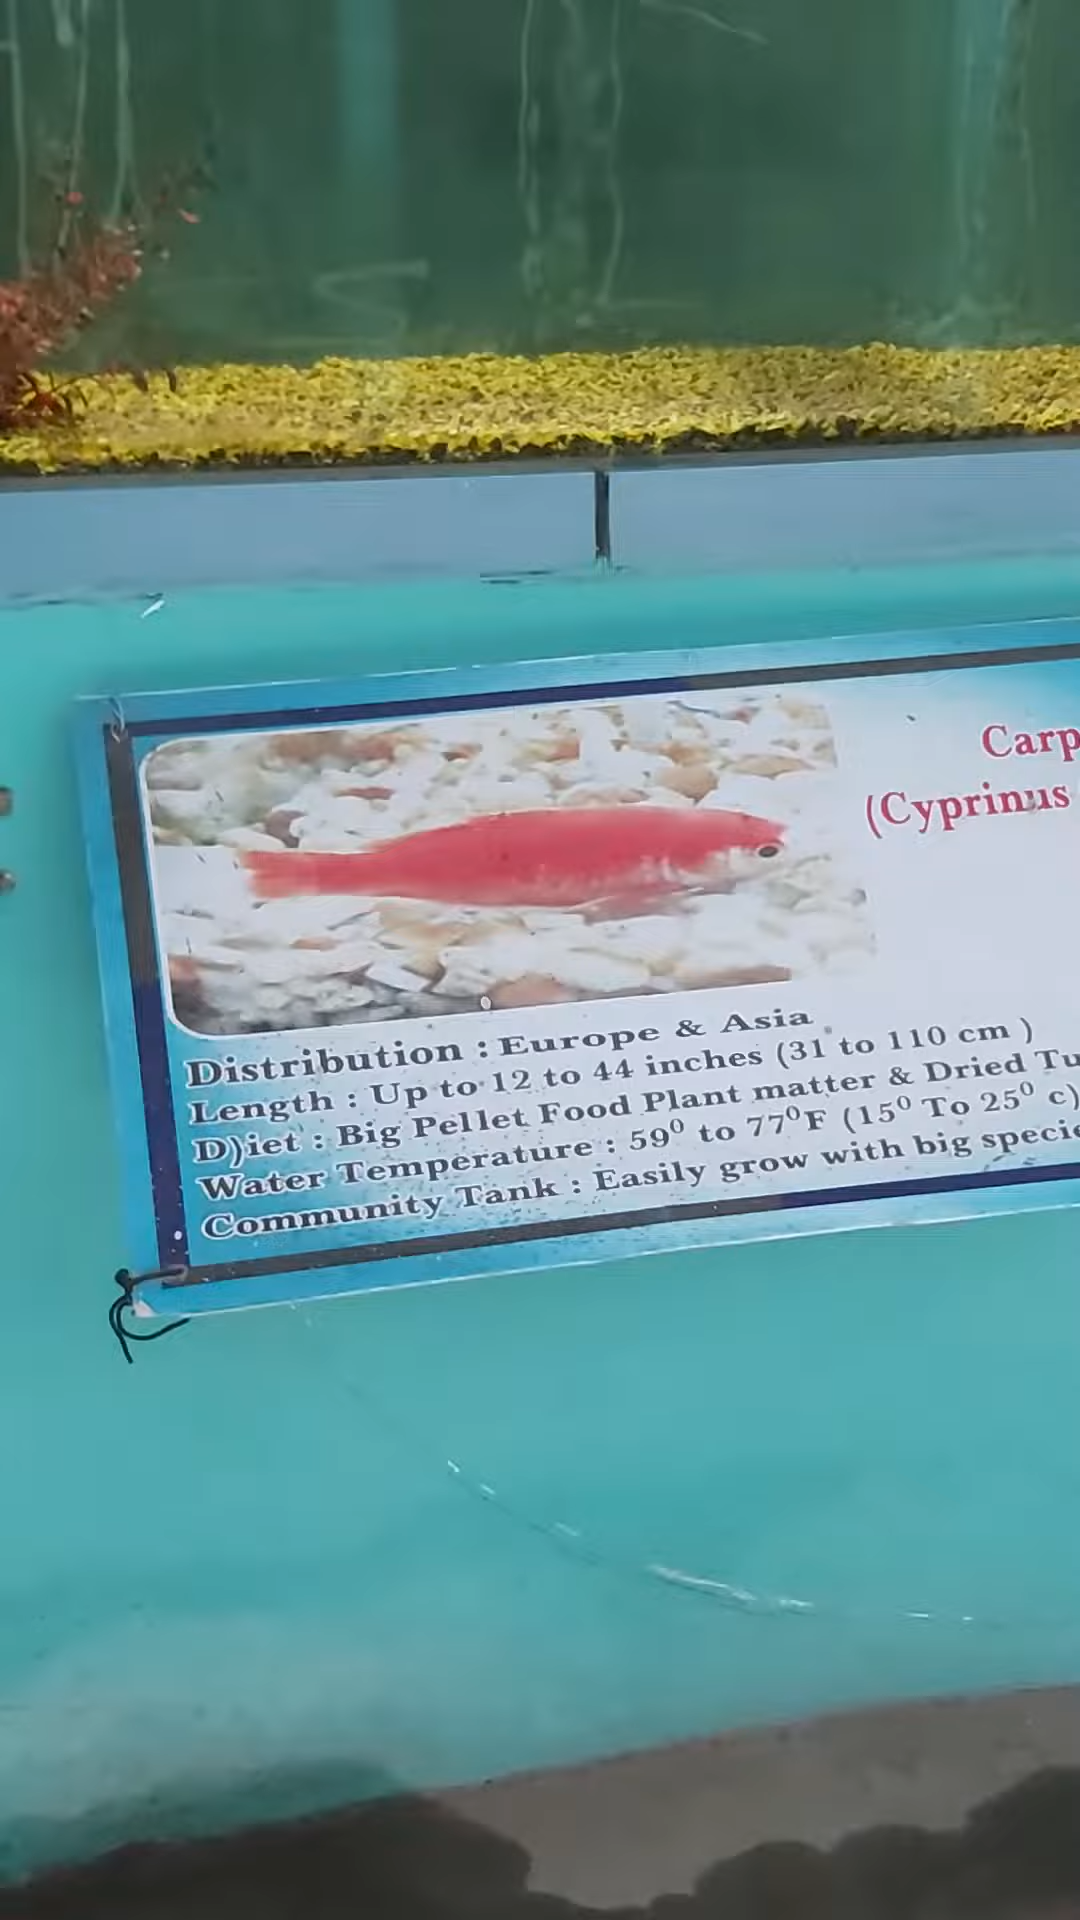 Carp
(Cyprinus
Distribution : Europe & Asia
Length : Up to 12 to 44 inches (31 to 110 cm )
D)iet : Big Pellet Food Plant matter & Dried Tu
Water Temperature : 59⁰ to 77⁰F (15⁰ To 25⁰ c)
Community Tank : Easily grow with big specie